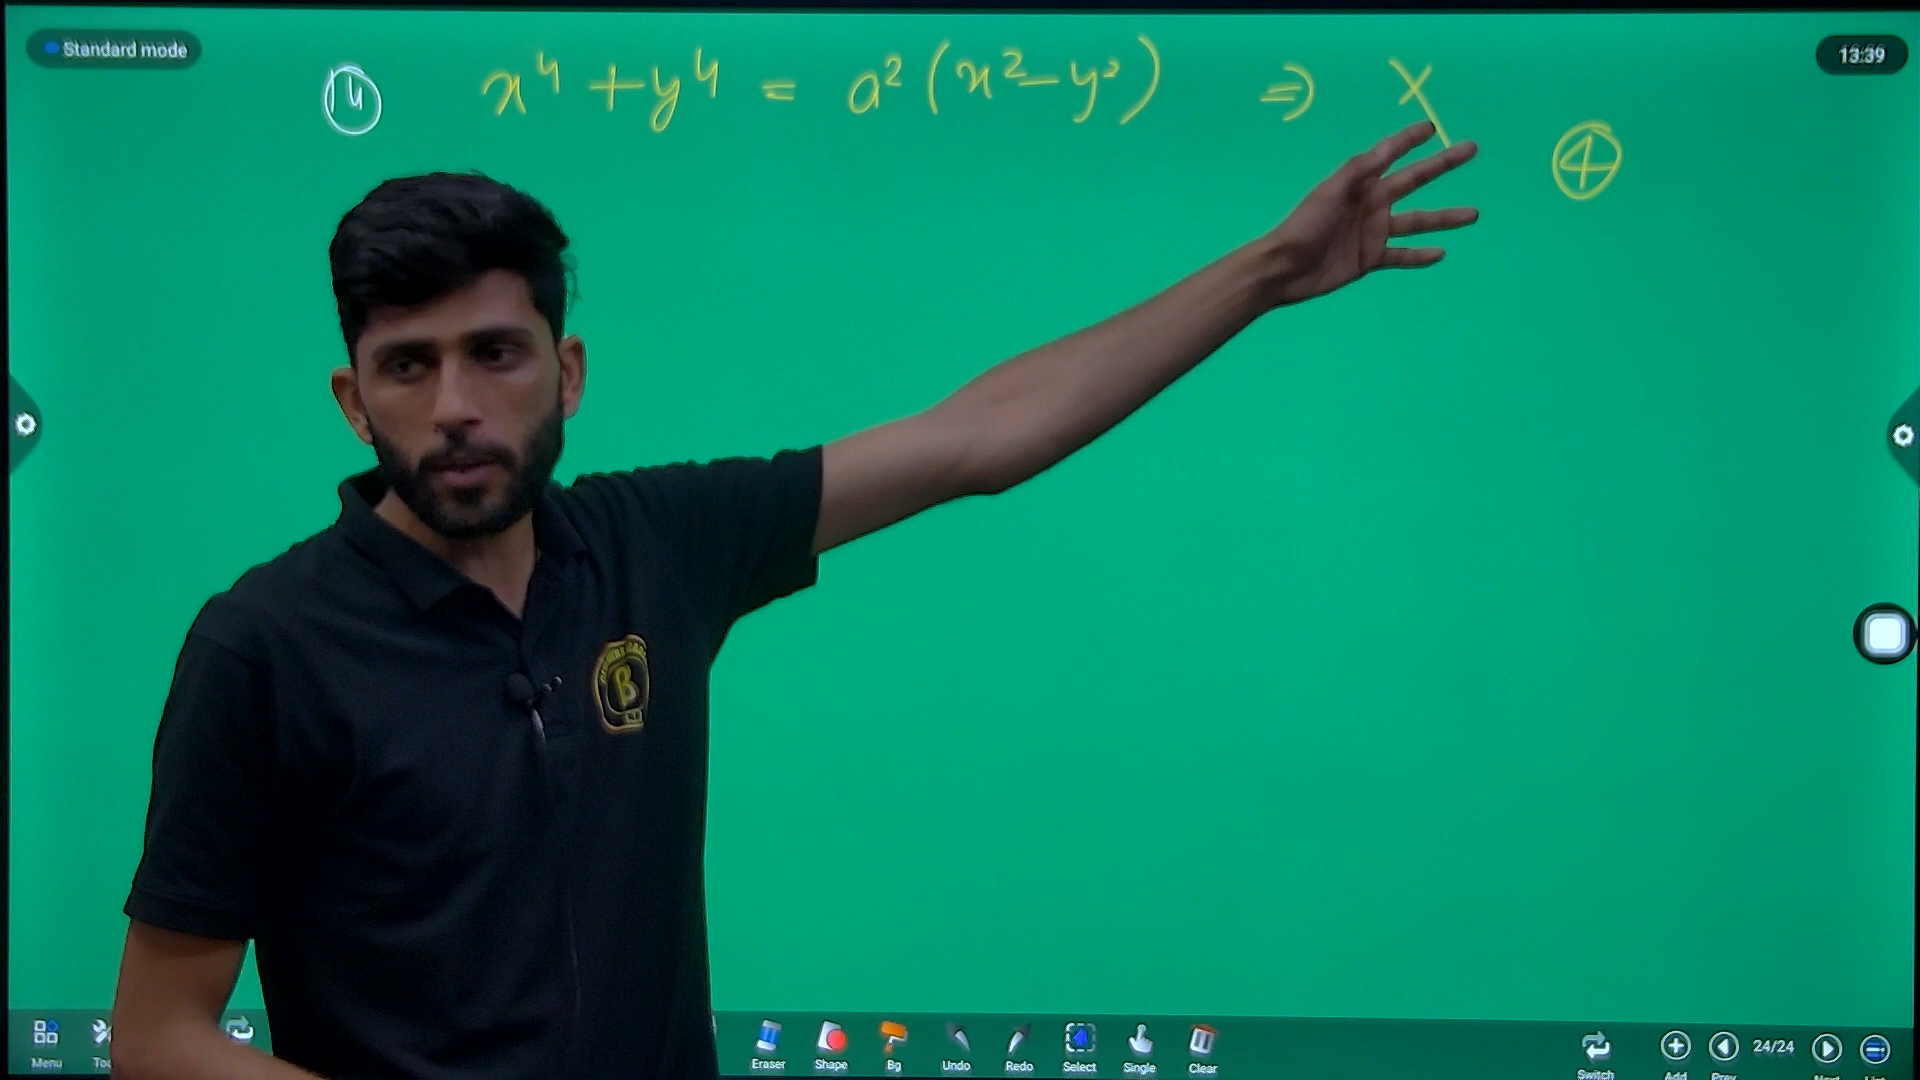 Standard mode
13:39
⑭ x⁴ + y⁴ = a² (x² - y²) ⇒ X
④
Menu
Eraser Shape Bg Undo Redo Select Single Clear Switch Add Prev 24/24
B